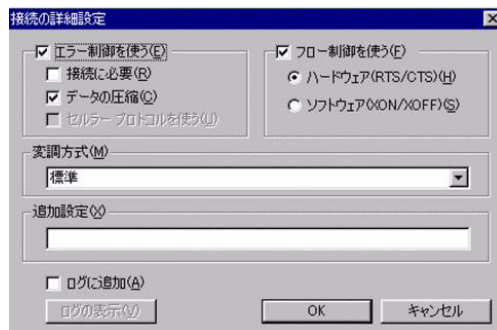 接続の詳細設定
エラー制御を使う(E)
接続に必要(R)
データの圧縮(C)
セルラー プロトコルを使う(U)
フロー制御を使う(F)
ハードウェア(RTS/CTS)(H)
ソフトウェア(XON/XOFF)(S)
変調方式(M)
標準
追加設定(X)
ログに追加(A)
ログの表示(V)
OK
キャンセル